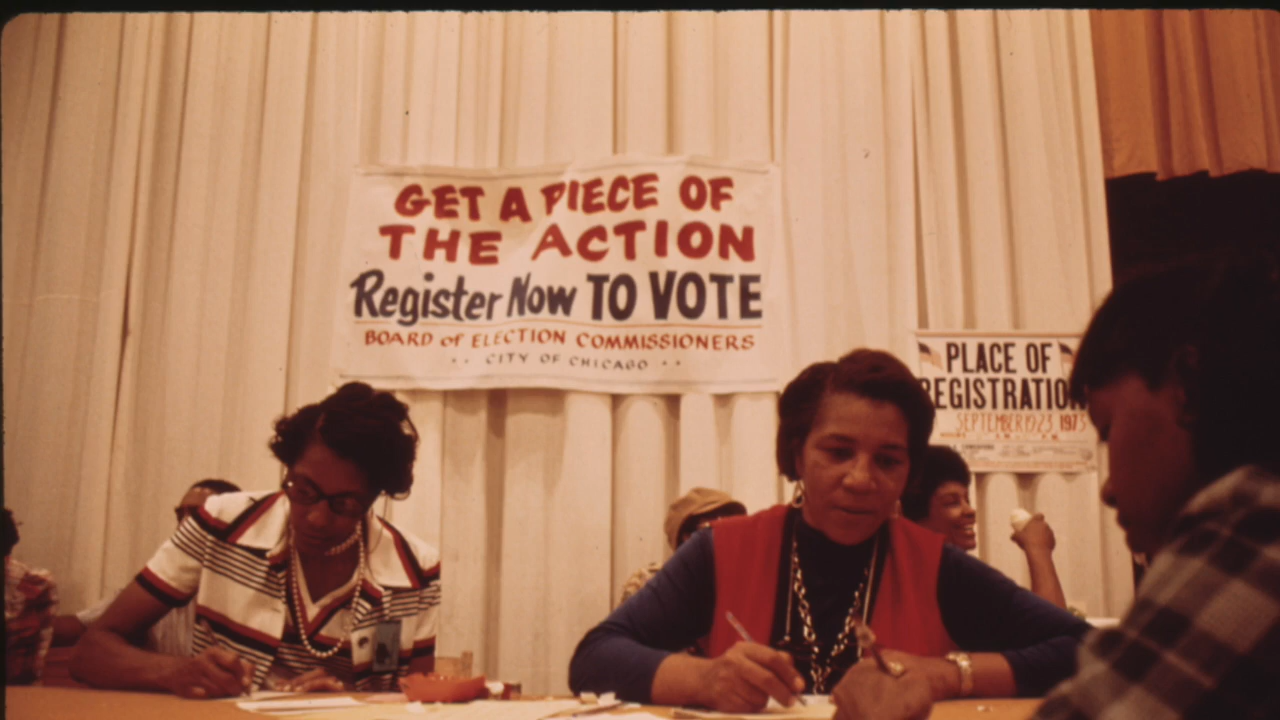 GET A PIECE OF
THE ACTION
Register Now TO VOTE
BOARD of ELECTION COMMISSIONERS
CITY OF CHICAGO
PLACE OF
REGISTRATION
SEPTEMBER 1973